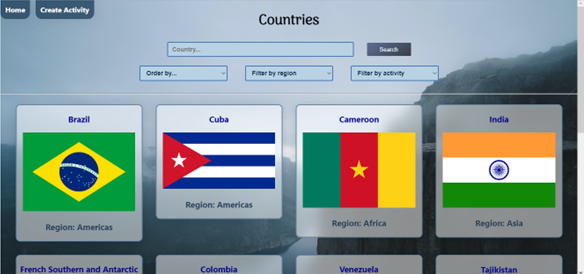 Home
Create Activity
Countries
Country...
Search
Order by...
Filter by region
Filter by activity
Brazil
Cuba
Cameroon
India
Region: Americas
Region: Americas
Region: Africa
Region: Asia
French Southern and Antarctic
Colombia
Venezuela
Tajikistan